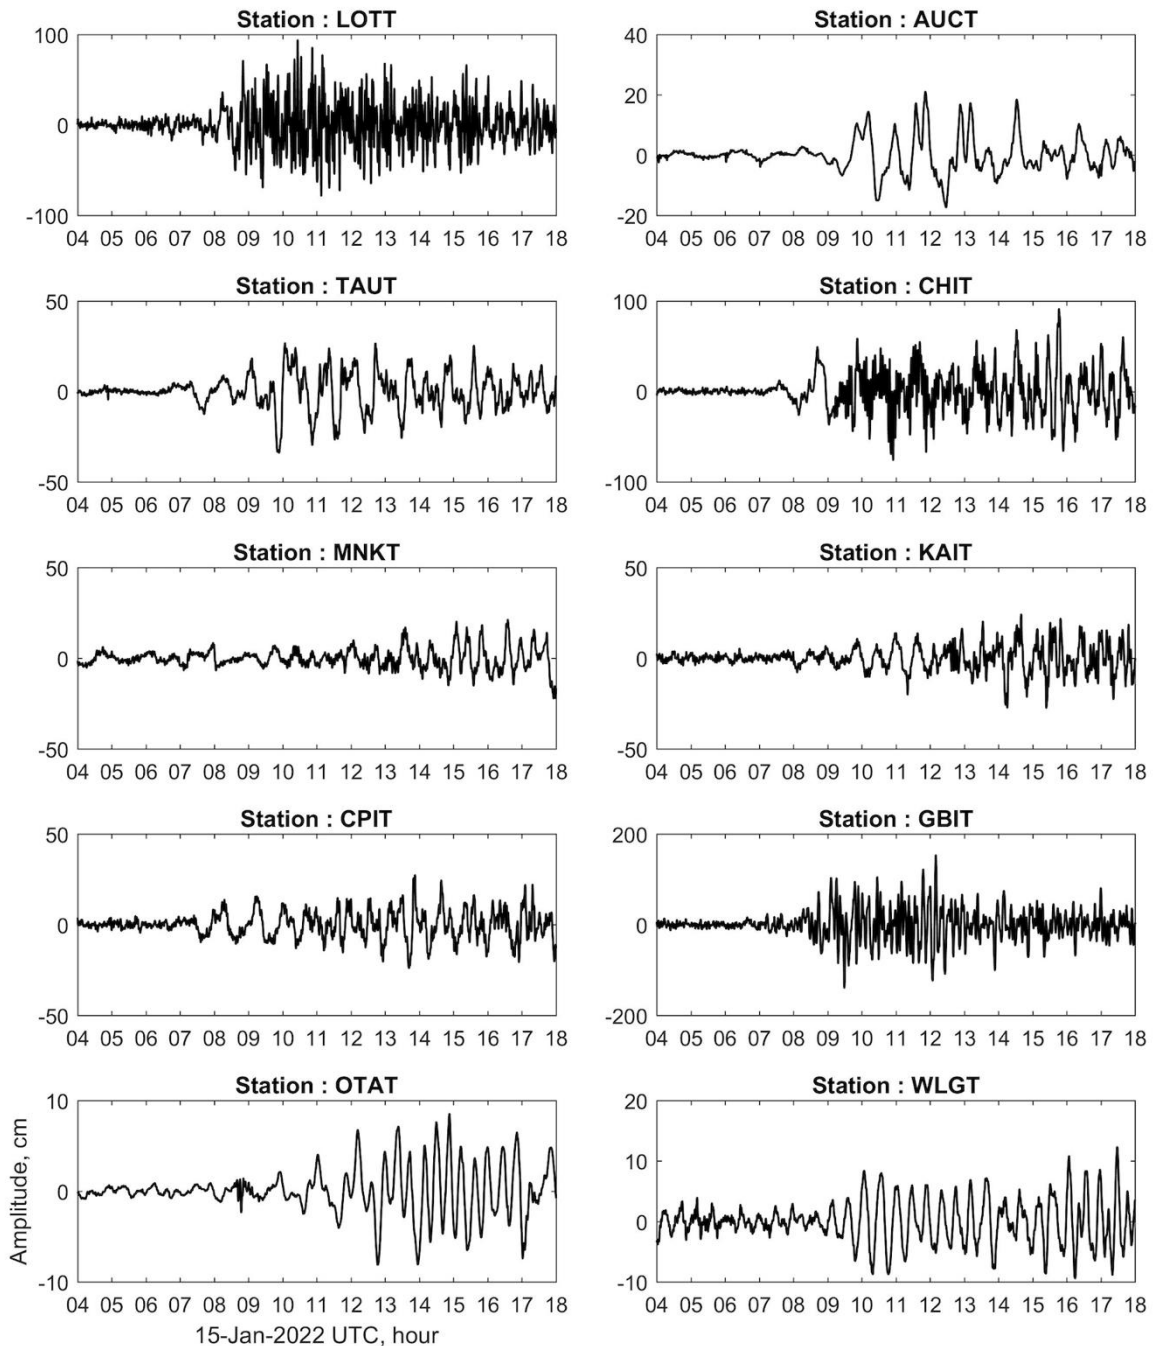 Station : LOTT
Station : AUCT
100
0
-100
04 05 06 07 08 09 10 11 12 13 14 15 16 17 18
40
20
0
-20
04 05 06 07 08 09 10 11 12 13 14 15 16 17 18
Station : TAUT
Station : CHIT
50
0
-50
04 05 06 07 08 09 10 11 12 13 14 15 16 17 18
100
0
-100
04 05 06 07 08 09 10 11 12 13 14 15 16 17 18
Station : MNKT
Station : KAIT
50
0
-50
04 05 06 07 08 09 10 11 12 13 14 15 16 17 18
50
0
-50
04 05 06 07 08 09 10 11 12 13 14 15 16 17 18
Station : CPIT
Station : GBIT
50
0
-50
04 05 06 07 08 09 10 11 12 13 14 15 16 17 18
200
0
-200
04 05 06 07 08 09 10 11 12 13 14 15 16 17 18
Station : OTAT
Station : WLGT
Amplitude, cm
10
0
-10
04 05 06 07 08 09 10 11 12 13 14 15 16 17 18
15-Jan-2022 UTC, hour
20
10
0
-10
04 05 06 07 08 09 10 11 12 13 14 15 16 17 18